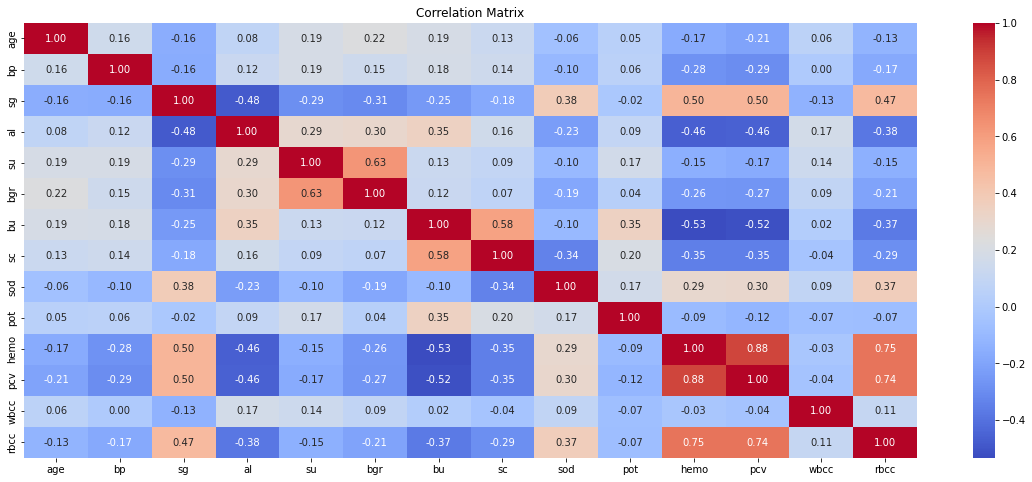 Correlation Matrix
age 1.00 0.16 -0.16 0.08 0.19 0.22 0.19 0.13 -0.06 0.05 -0.17 -0.21 0.06 -0.13
bp 0.16 1.00 -0.16 0.12 0.19 0.15 0.18 0.14 -0.10 0.06 -0.28 -0.29 0.00 -0.17
sg -0.16 -0.16 1.00 -0.48 -0.29 -0.31 -0.25 -0.18 0.38 -0.02 0.50 0.50 -0.13 0.47
al 0.08 0.12 -0.48 1.00 0.29 0.30 0.35 0.16 -0.23 0.09 -0.46 -0.46 0.17 -0.38
su 0.19 0.19 -0.29 0.29 1.00 0.63 0.13 0.09 -0.10 0.17 -0.15 -0.17 0.14 -0.15
bgr 0.22 0.15 -0.31 0.30 0.63 1.00 0.12 0.07 -0.19 0.04 -0.26 -0.27 0.09 -0.21
bu 0.19 0.18 -0.25 0.35 0.13 0.12 1.00 0.58 -0.10 0.35 -0.53 -0.52 0.02 -0.37
sc 0.13 0.14 -0.18 0.16 0.09 0.07 0.58 1.00 -0.34 0.20 -0.35 -0.35 -0.04 -0.29
sod -0.06 -0.10 0.38 -0.23 -0.10 -0.19 -0.10 -0.34 1.00 0.17 0.29 0.30 0.09 0.37
pot 0.05 0.06 -0.02 0.09 0.17 0.04 0.35 0.20 0.17 1.00 -0.09 -0.12 -0.07 -0.07
hemo -0.17 -0.28 0.50 -0.46 -0.15 -0.26 -0.53 -0.35 0.29 -0.09 1.00 0.88 -0.03 0.75
pcv -0.21 -0.29 0.50 -0.46 -0.17 -0.27 -0.52 -0.35 0.30 -0.12 0.88 1.00 -0.04 0.74
wbcc 0.06 0.00 -0.13 0.17 0.14 0.09 0.02 -0.04 0.09 -0.07 -0.03 -0.04 1.00 0.11
rbcc -0.13 -0.17 0.47 -0.38 -0.15 -0.21 -0.37 -0.29 0.37 -0.07 0.75 0.74 0.11 1.00
age bp sg al su bgr bu sc sod pot hemo pcv wbcc rbcc
1.0
0.8
0.6
0.4
0.2
0.0
−0.2
−0.4